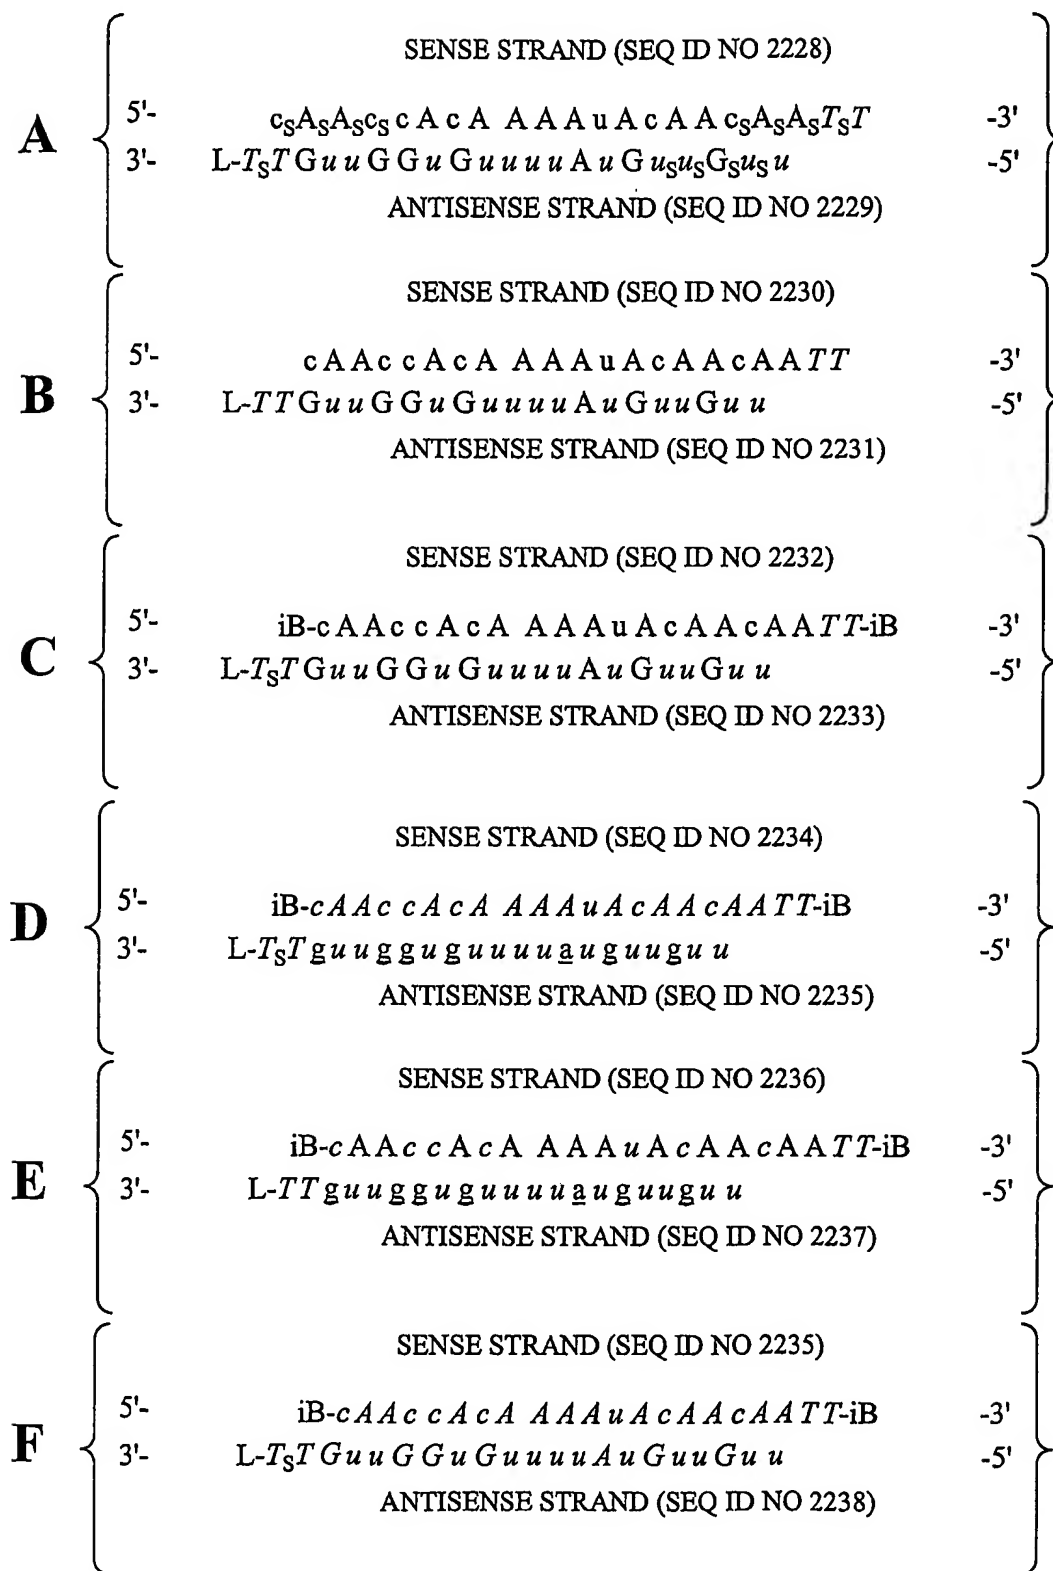 SENSE STRAND (SEQ ID NO 2228)
A
5'- cSASAScS c A c A A A A u A c A A cSASASTST -3'
3'- L-TST G u u G G u G u u u u A u G uSuSGSuS u -5'
ANTISENSE STRAND (SEQ ID NO 2229)
SENSE STRAND (SEQ ID NO 2230)
B
5'- c A A c c A c A A A A u A c A A c A A T T -3'
3'- L-T T G u u G G u G u u u u A u G u u G u u -5'
ANTISENSE STRAND (SEQ ID NO 2231)
SENSE STRAND (SEQ ID NO 2232)
C
5'- iB-c A A c c A c A A A A u A c A A c A A T T-iB -3'
3'- L-TST G u u G G u G u u u u A u G u u G u u -5'
ANTISENSE STRAND (SEQ ID NO 2233)
SENSE STRAND (SEQ ID NO 2234)
D
5'- iB-c A A c c A c A A A A u A c A A c A A T T-iB -3'
3'- L-TST g u u g g u g u u u u a u g u u g u u -5'
ANTISENSE STRAND (SEQ ID NO 2235)
SENSE STRAND (SEQ ID NO 2236)
E
5'- iB-c A A c c A c A A A A u A c A A c A A T T-iB -3'
3'- L-T T g u u g g u g u u u u a u g u u g u u -5'
ANTISENSE STRAND (SEQ ID NO 2237)
SENSE STRAND (SEQ ID NO 2235)
F
5'- iB-c A A c c A c A A A A u A c A A c A A T T-iB -3'
3'- L-TST G u u G G u G u u u u A u G u u G u u -5'
ANTISENSE STRAND (SEQ ID NO 2238)